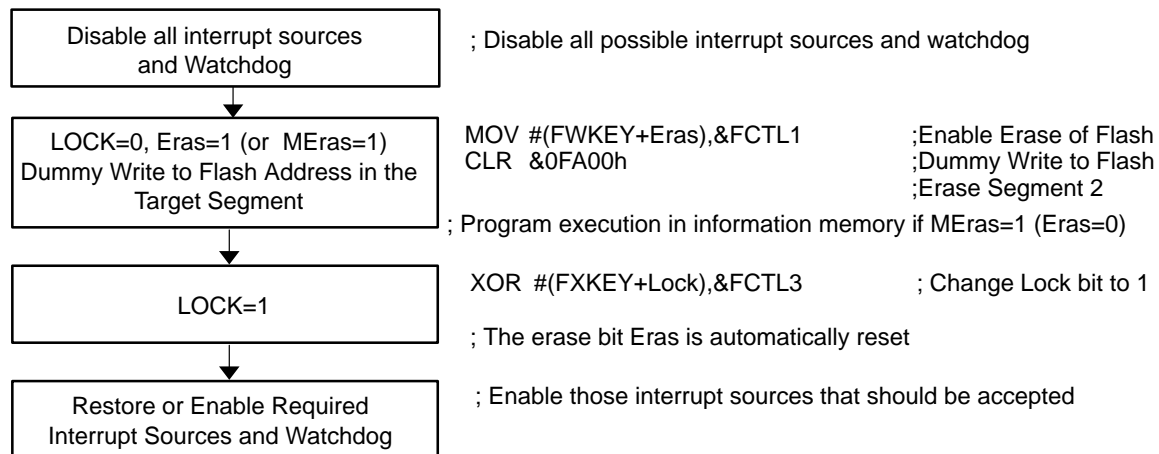 Disable all interrupt sources
and Watchdog
; Disable all possible interrupt sources and watchdog
LOCK=0, Eras=1 (or MEras=1)
Dummy Write to Flash Address in the
Target Segment
MOV #(FWKEY+Eras),&FCTL1 ;Enable Erase of Flash
CLR &0FA00h ;Dummy Write to Flash
;Erase Segment 2
; Program execution in information memory if MEras=1 (Eras=0)
LOCK=1
XOR #(FXKEY+Lock),&FCTL3 ; Change Lock bit to 1
; The erase bit Eras is automatically reset
Restore or Enable Required
Interrupt Sources and Watchdog
; Enable those interrupt sources that should be accepted